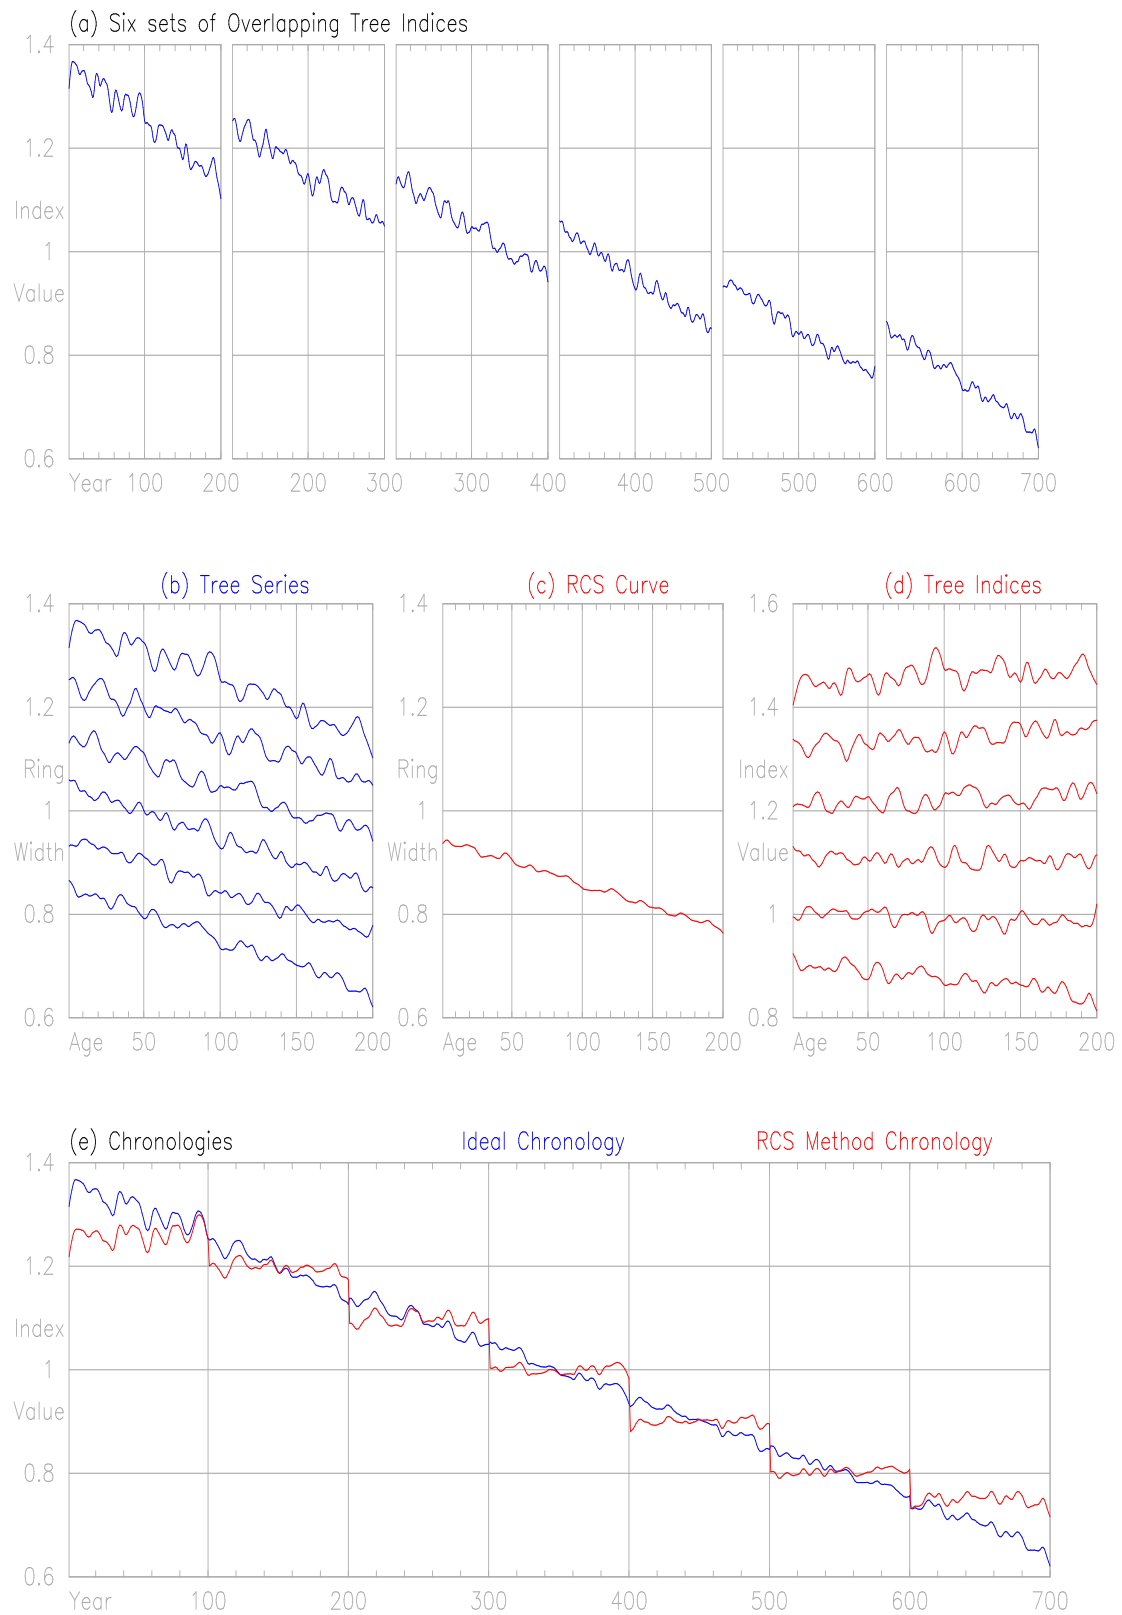 (a) Six sets of Overlapping Tree Indices
1.4
1.2
Index
1
Value
0.8
0.6
Year 100 200 200 300 300 400 400 500 500 600 600 700
(b) Tree Series (c) RCS Curve (d) Tree Indices
1.4 1.4 1.6
1.2 1.2 1.4
Ring Ring Index
1 1 1.2
Width Width Value
0.8 0.8 1
0.6 0.6 0.8
Age 50 100 150 200 Age 50 100 150 200 Age 50 100 150 200
(e) Chronologies Ideal Chronology RCS Method Chronology
1.4
1.2
Index
1
Value
0.8
0.6
Year 100 200 300 400 500 600 700